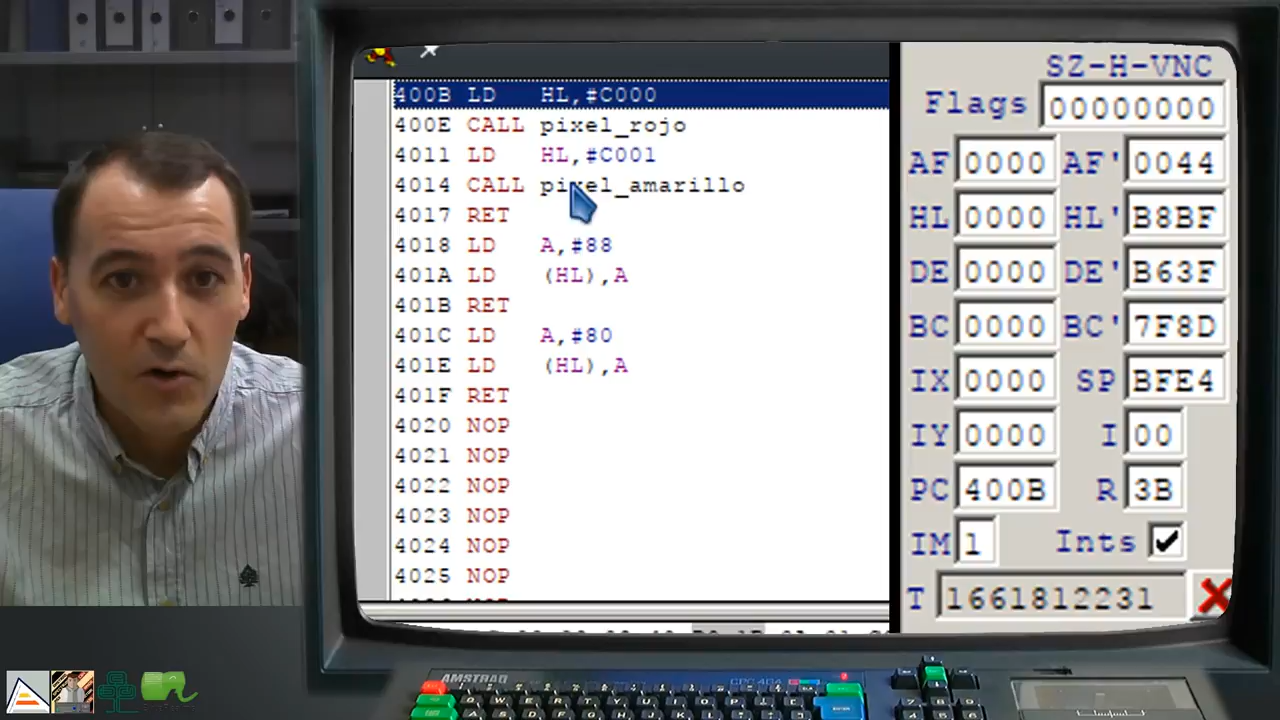 400B LD HL,#C000
400E CALL pixel_rojo
4011 LD HL,#C001
4014 CALL pixel_amarillo
4017 RET
4018 LD A,#88
401A LD (HL),A
401B RET
401C LD A,#80
401E LD (HL),A
401F RET
4020 NOP
4021 NOP
4022 NOP
4023 NOP
4024 NOP
4025 NOP
SZ-H-VNC
Flags 00000000
AF 0000 AF' 0044
HL 0000 HL' B8BF
DE 0000 DE' B63F
BC 0000 BC' 7F8D
IX 0000 SP BFE4
IY 0000 I 00
PC 400B R 3B
IM 1 Ints
T 1661812231
AMSTRAD